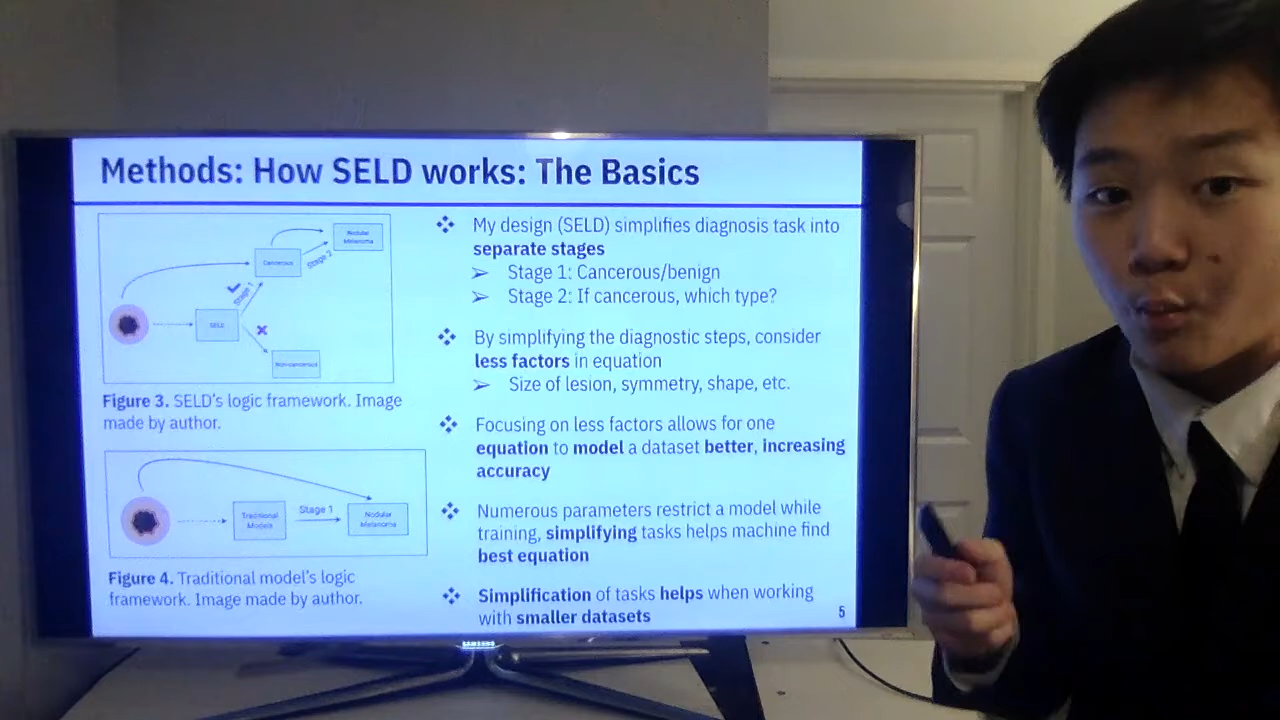 Methods: How SELD works: The Basics
Nodular
Melanoma
Cancerous
Stage 2
Stage 1
SELD
Non-cancerous
Figure 3. SELD's logic framework. Image
made by author.
Traditional
Models
Stage 1
Nodular
Melanoma
Figure 4. Traditional model's logic
framework. Image made by author.
My design (SELD) simplifies diagnosis task into
separate stages
Stage 1: Cancerous/benign
Stage 2: If cancerous, which type?
By simplifying the diagnostic steps, consider
less factors in equation
Size of lesion, symmetry, shape, etc.
Focusing on less factors allows for one
equation to model a dataset better, increasing
accuracy
Numerous parameters restrict a model while
training, simplifying tasks helps machine find
best equation
Simplification of tasks helps when working
with smaller datasets
5
SAMSUNG